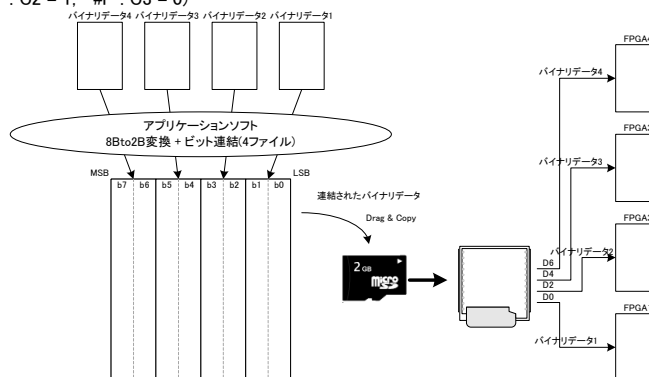 : C2 = 1, #F : C3 = 0)
バイナリデータ4 バイナリデータ3 バイナリデータ2 バイナリデータ1
アプリケーションソフト
8Bto2B変換 + ビット連結(4ファイル)
MSB LSB
b7 b6 b5 b4 b3 b2 b1 b0
連結されたバイナリデータ
Drag & Copy
2 GB
micro SD
D6
D4
D2
D0
FPGA4
バイナリデータ4
バイナリデータ3
バイナリデータ2
FPGA1
バイナリデータ1